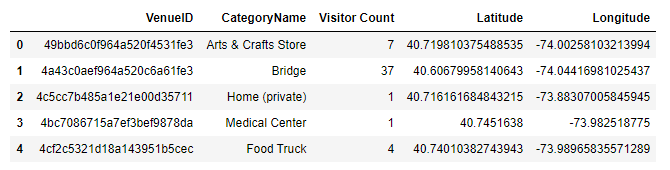 VenueID CategoryName Visitor Count Latitude Longitude
0 49bbd6c0f964a520f4531fe3 Arts & Crafts Store 7 40.719810375488535 -74.00258103213994
1 4a43c0aef964a520c6a61fe3 Bridge 37 40.60679958140643 -74.04416981025437
2 4c5cc7b485a1e21e00d35711 Home (private) 1 40.716161684843215 -73.88307005845945
3 4bc7086715a7ef3bef9878da Medical Center 1 40.7451638 -73.982518775
4 4cf2c5321d18a143951b5cec Food Truck 4 40.74010382743943 -73.98965835571289